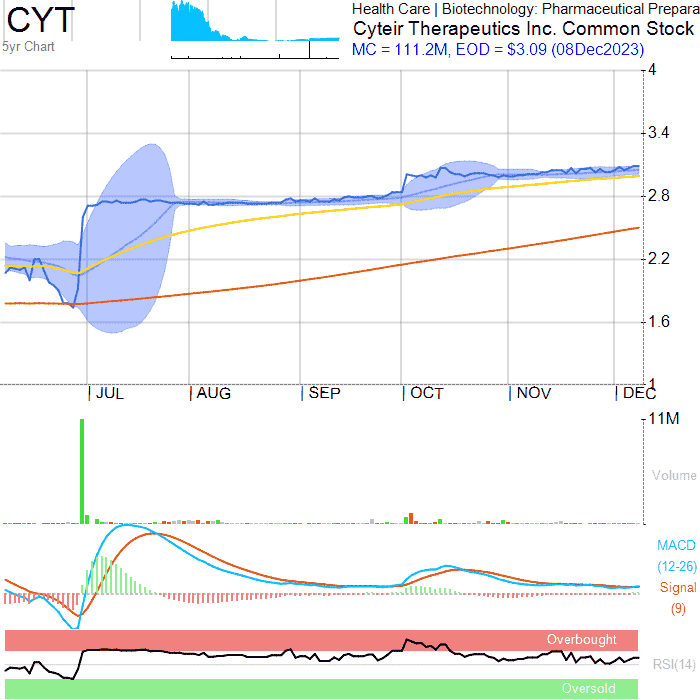 CYT
5yr Chart
Health Care | Biotechnology: Pharmaceutical Prepara
Cyteir Therapeutics Inc. Common Stock
MC = 111.2M, EOD = $3.09 (08Dec2023)
4
3.4
2.8
2.2
1.6
1
JUL AUG SEP OCT NOV DEC
11M
Volume
MACD
(12-26)
Signal
(9)
Overbought
RSI(14)
Oversold